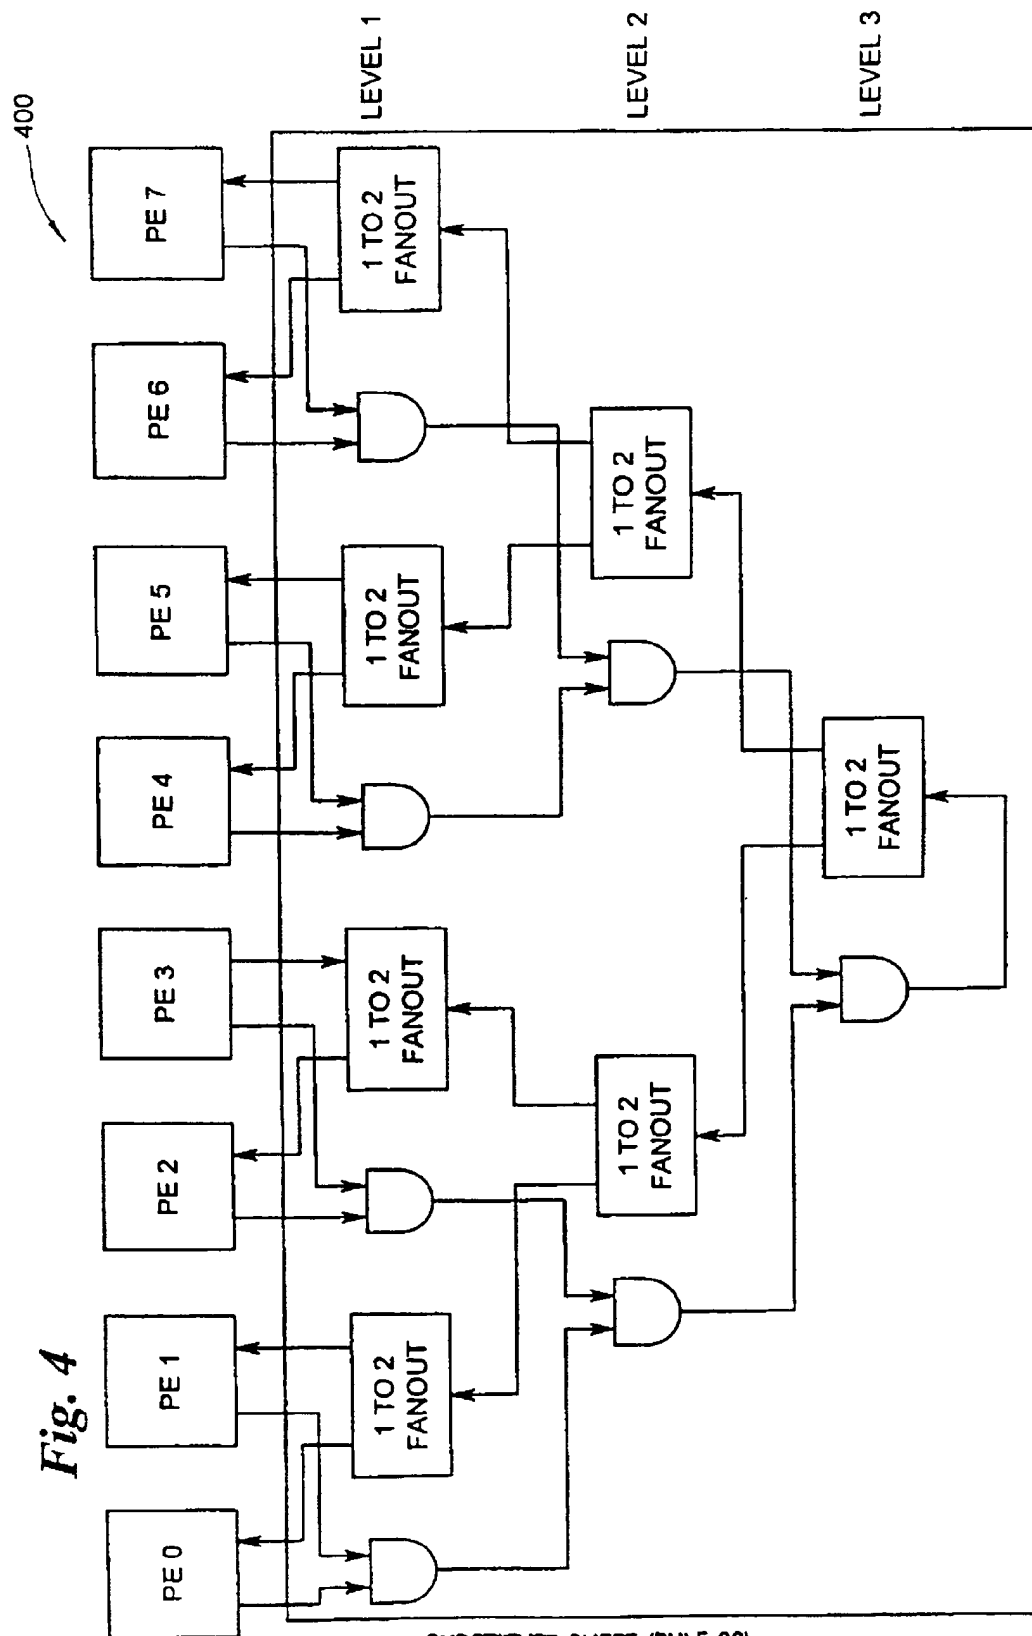 Fig. 4
400
PE 0
PE 1
PE 2
PE 3
PE 4
PE 5
PE 6
PE 7
LEVEL 1
1 TO 2
FANOUT
1 TO 2
FANOUT
1 TO 2
FANOUT
1 TO 2
FANOUT
LEVEL 2
1 TO 2
FANOUT
1 TO 2
FANOUT
LEVEL 3
1 TO 2
FANOUT